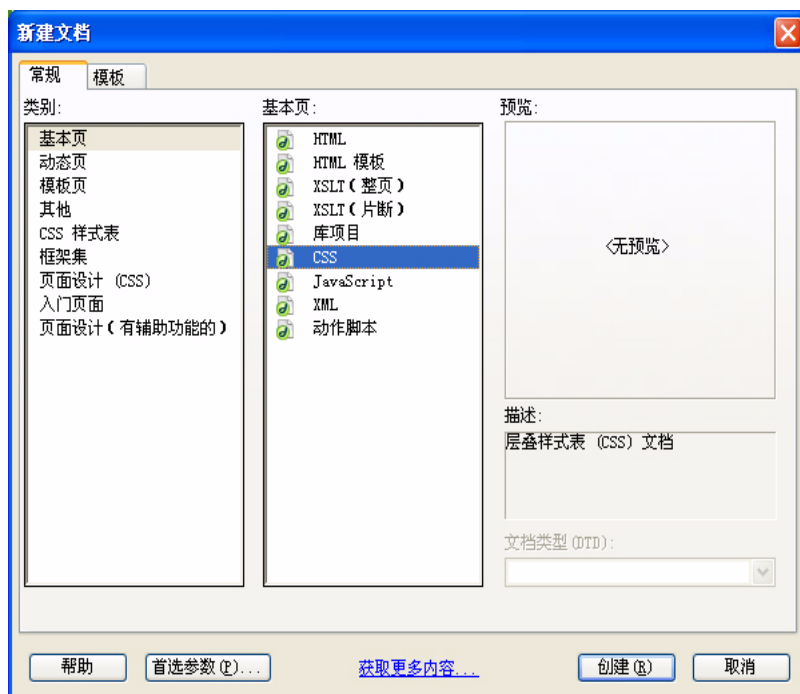 新建文档
常规
模板
类别:
基本页:
预览:
基本页
动态页
模板页
其他
CSS 样式表
框架集
页面设计 (CSS)
入门页面
页面设计(有辅助功能的)
HTML
HTML 模板
XSLT(整页)
XSLT(片断)
库项目
CSS
JavaScript
XML
动作脚本
<无预览>
描述:
层叠样式表 (CSS) 文档
文档类型(DTD):
帮助
首选参数(P)...
获取更多内容...
创建(R)
取消